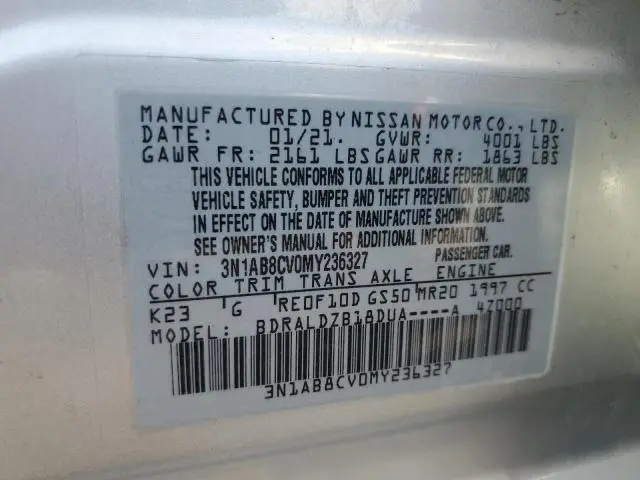 MANUFACTURED BY NISSAN MOTOR CO., LTD.
DATE: 01/21. GVWR: 4001 LBS
GAWR FR: 2161 LBS GAWR RR: 1863 LBS
THIS VEHICLE CONFORMS TO ALL APPLICABLE FEDERAL MOTOR
VEHICLE SAFETY, BUMPER AND THEFT PREVENTION STANDARDS
IN EFFECT ON THE DATE OF MANUFACTURE SHOWN ABOVE.
SEE OWNER'S MANUAL FOR ADDITIONAL INFORMATION.
VIN: 3N1AB8CV0MY236327 PASSENGER CAR.
COLOR TRIM TRANS AXLE ENGINE
K23 G RE0F10D GS50 MR20 1997 CC
MODEL: BDRALDZB18DUA----A 47000
3N1AB8CV0MY236327